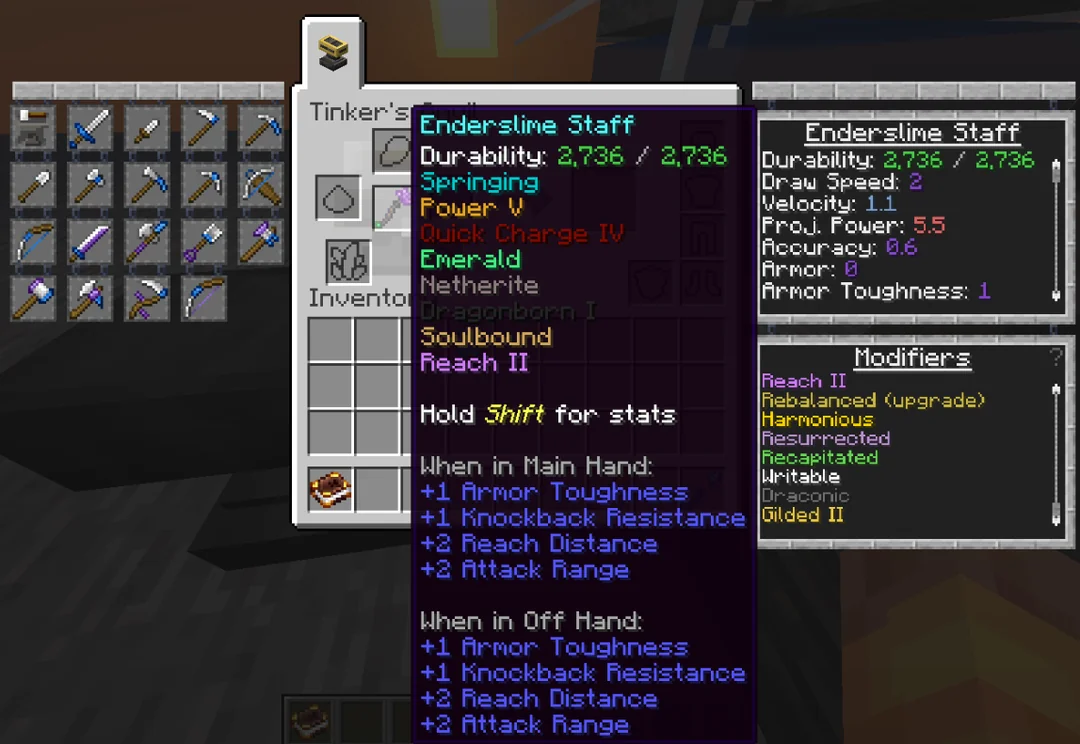 Tinker's
Inventor
Enderslime Staff
Durability: 2,736 / 2,736
Springing
Power V
Quick Charge IV
Emerald
Netherite
Dragonborn I
Soulbound
Reach II
Hold Shift for stats
When in Main Hand:
+1 Armor Toughness
+1 Knockback Resistance
+2 Reach Distance
+2 Attack Range
When in Off Hand:
+1 Armor Toughness
+1 Knockback Resistance
+2 Reach Distance
+2 Attack Range
Enderslime Staff
Durability: 2,736 / 2,736
Draw Speed: 2
Velocity: 1.1
Proj. Power: 5.5
Accuracy: 0.6
Armor: 0
Armor Toughness: 1
Modifiers
?
Reach II
Rebalanced (upgrade)
Harmonious
Resurrected
Recapitated
Writable
Draconic
Gilded II